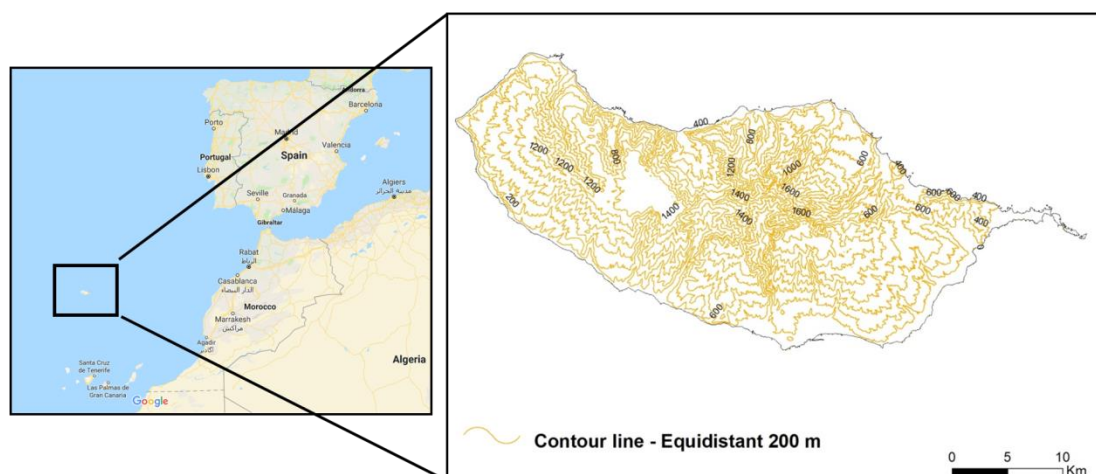 Andorra
Barcelona
Porto
Madrid
Portugal
Spain
Valencia
Lisbon
Seville
Granada
Málaga
Algiers
مدينة الجزائر
Gibraltar
Rabat
الرباط
Casablanca
الدار البيضاء
Morocco
Marrakesh
مراكش
Agadir
Algeria
Santa Cruz
de Tenerife
Las Palmas de
Gran Canaria
Google
400
600
1200
1000
600
400
1200
1200
1200
800
1400
1600
600
600
400
200
1400
1400
1600
600
600
400
0
600
Contour line - Equidistant 200 m
0 5 10
Km